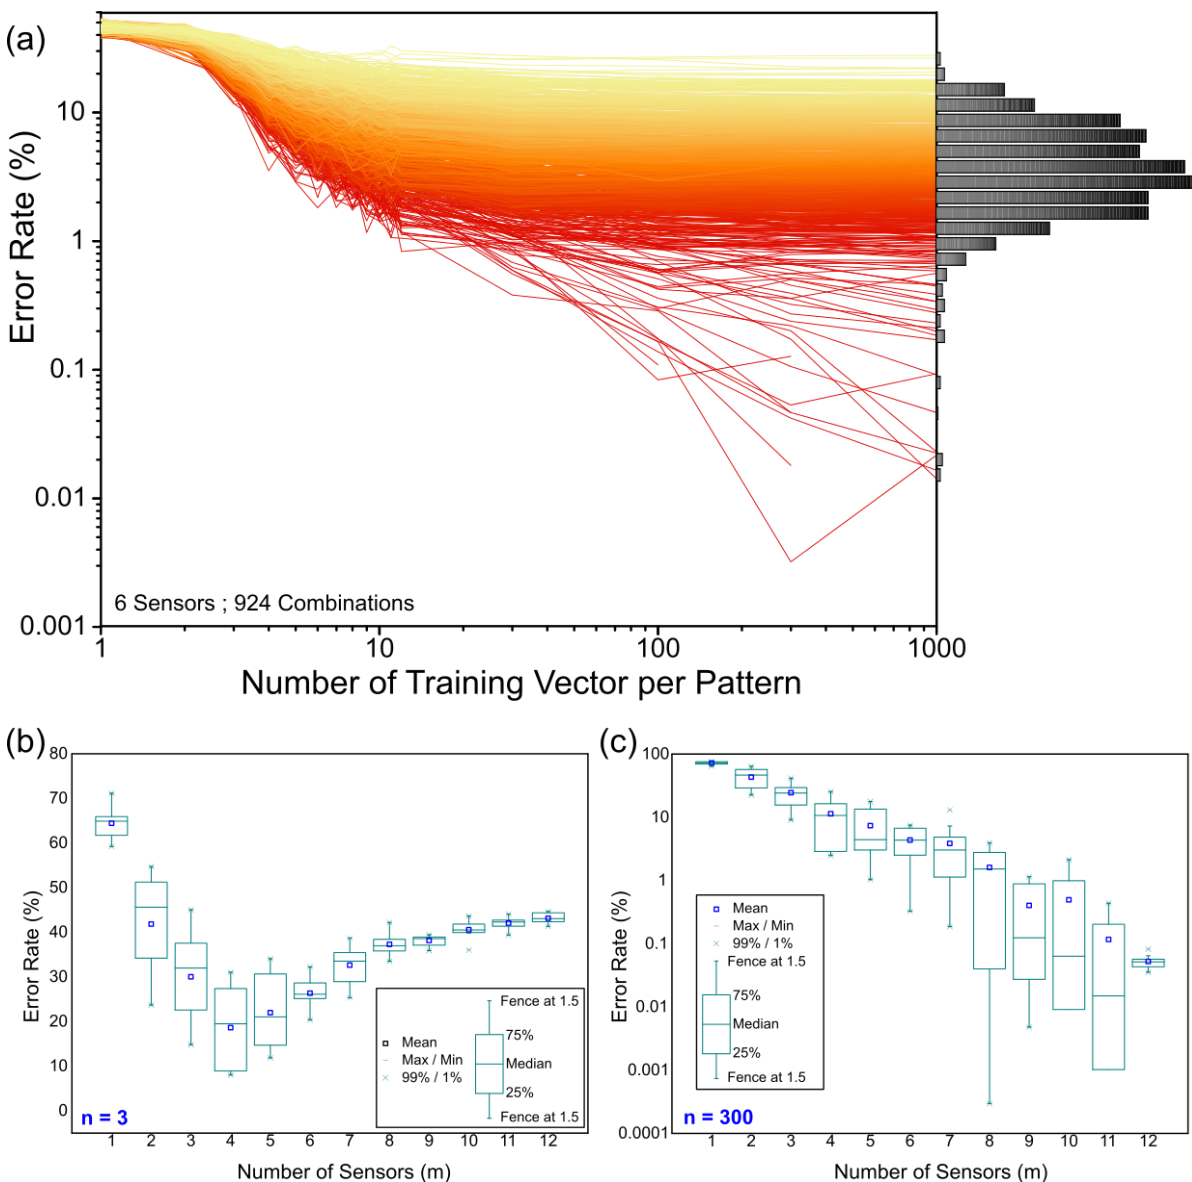 (a)
Error Rate (%)
10
1
0.1
0.01
0.001
6 Sensors ; 924 Combinations
1 10 100 1000
Number of Training Vector per Pattern
(b)
Error Rate (%)
80
70
60
50
40
30
20
10
0
Mean
Max / Min
99% / 1%
Fence at 1.5
75%
Median
25%
Fence at 1.5
n = 3
1 2 3 4 5 6 7 8 9 10 11 12
Number of Sensors (m)
(c)
Error Rate (%)
100
10
1
0.1
0.01
0.001
0.0001
Mean
Max / Min
99% / 1%
Fence at 1.5
75%
Median
25%
Fence at 1.5
n = 300
1 2 3 4 5 6 7 8 9 10 11 12
Number of Sensors (m)